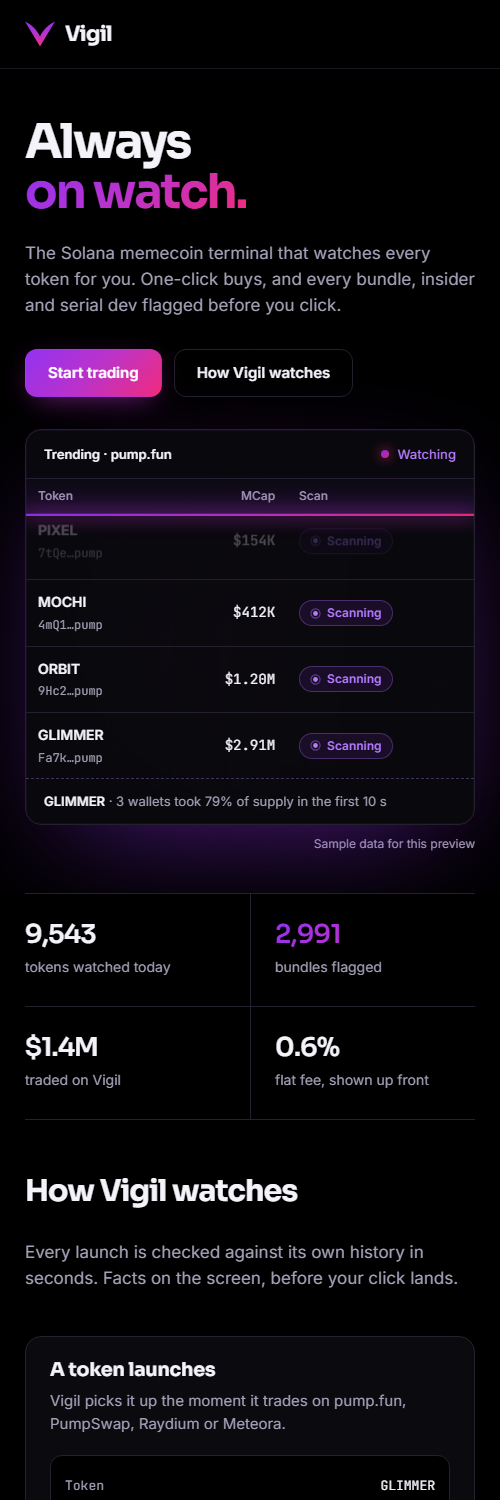 Vigil
Always
on watch.
The Solana memecoin terminal that watches every
token for you. One-click buys, and every bundle, insider
and serial dev flagged before you click.
Start trading
How Vigil watches
Trending · pump.fun
Watching
Token MCap Scan
PIXEL
7tQe…pump
$154K
Scanning
MOCHI
4mQ1…pump
$412K
Scanning
ORBIT
9Hc2…pump
$1.20M
Scanning
GLIMMER
Fa7k…pump
$2.91M
Scanning
GLIMMER · 3 wallets took 79% of supply in the first 10 s
Sample data for this preview
9,543
tokens watched today
2,991
bundles flagged
$1.4M
traded on Vigil
0.6%
flat fee, shown up front
How Vigil watches
Every launch is checked against its own history in
seconds. Facts on the screen, before your click lands.
A token launches
Vigil picks it up the moment it trades on pump.fun,
PumpSwap, Raydium or Meteora.
Token GLIMMER